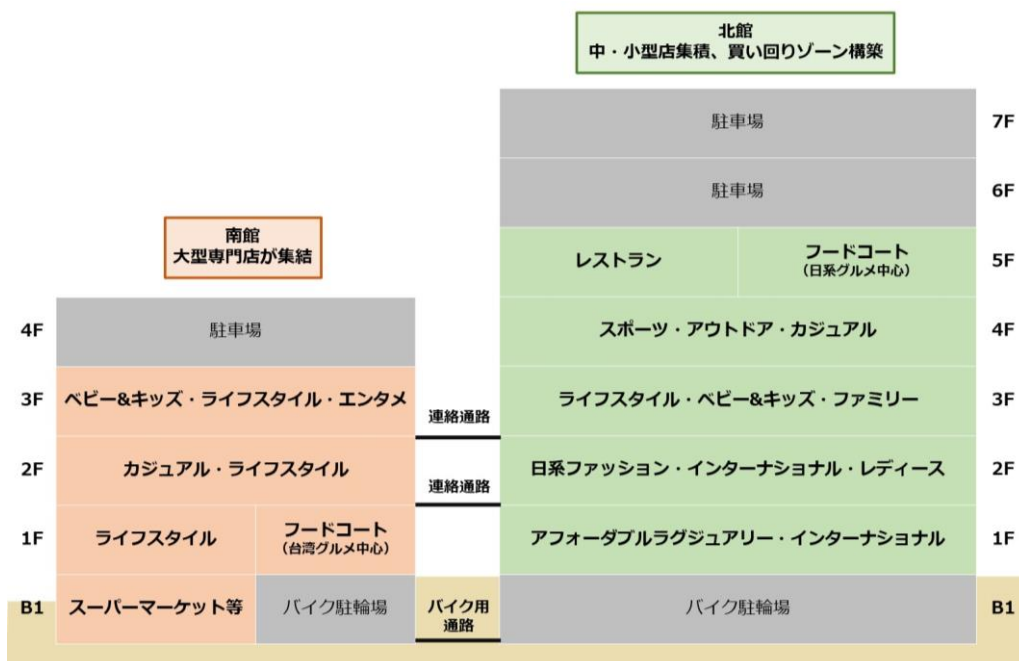 北館
中・小型店集積、買い回りゾーン構築
駐車場
7F
駐車場
6F
南館
大型専門店が集結
レストラン
フードコート
(日系グルメ中心)
5F
4F
駐車場
スポーツ・アウトドア・カジュアル
4F
3F
ベビー&キッズ・ライフスタイル・エンタメ
連絡通路
ライフスタイル・ベビー&キッズ・ファミリー
3F
2F
カジュアル・ライフスタイル
連絡通路
日系ファッション・インターナショナル・レディース
2F
1F
ライフスタイル
フードコート
(台湾グルメ中心)
アフォーダブルラグジュアリー・インターナショナル
1F
B1
スーパーマーケット等
バイク駐輪場
バイク用
通路
バイク駐輪場
B1